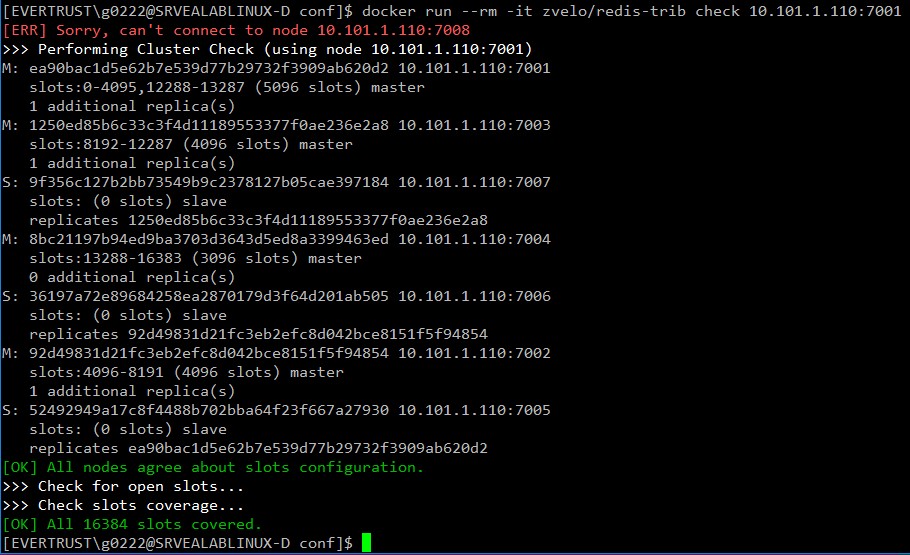 [EVERTRUST\g0222@SRVEALABLINUX-D conf]$ docker run --rm -it zvelo/redis-trib check 10.101.1.110:7001
[ERR] Sorry, can't connect to node 10.101.1.110:7008
>>> Performing Cluster Check (using node 10.101.1.110:7001)
M: ea90bac1d5e62b7e539d77b29732f3909ab620d2 10.101.1.110:7001
   slots:0-4095,12288-13287 (5096 slots) master
   1 additional replica(s)
M: 1250ed85b6c33c3f4d11189553377f0ae236e2a8 10.101.1.110:7003
   slots:8192-12287 (4096 slots) master
   1 additional replica(s)
S: 9f356c127b2bb73549b9c2378127b05cae397184 10.101.1.110:7007
   slots: (0 slots) slave
   replicates 1250ed85b6c33c3f4d11189553377f0ae236e2a8
M: 8bc21197b94ed9ba3703d3643d5ed8a3399463ed 10.101.1.110:7004
   slots:13288-16383 (3096 slots) master
   0 additional replica(s)
S: 36197a72e89684258ea2870179d3f64d201ab505 10.101.1.110:7006
   slots: (0 slots) slave
   replicates 92d49831d21fc3eb2efc8d042bce8151f5f94854
M: 92d49831d21fc3eb2efc8d042bce8151f5f94854 10.101.1.110:7002
   slots:4096-8191 (4096 slots) master
   1 additional replica(s)
S: 52492949a17c8f4488b702bba64f23f667a27930 10.101.1.110:7005
   slots: (0 slots) slave
   replicates ea90bac1d5e62b7e539d77b29732f3909ab620d2
[OK] All nodes agree about slots configuration.
>>> Check for open slots...
>>> Check slots coverage...
[OK] All 16384 slots covered.
[EVERTRUST\g0222@SRVEALABLINUX-D conf]$